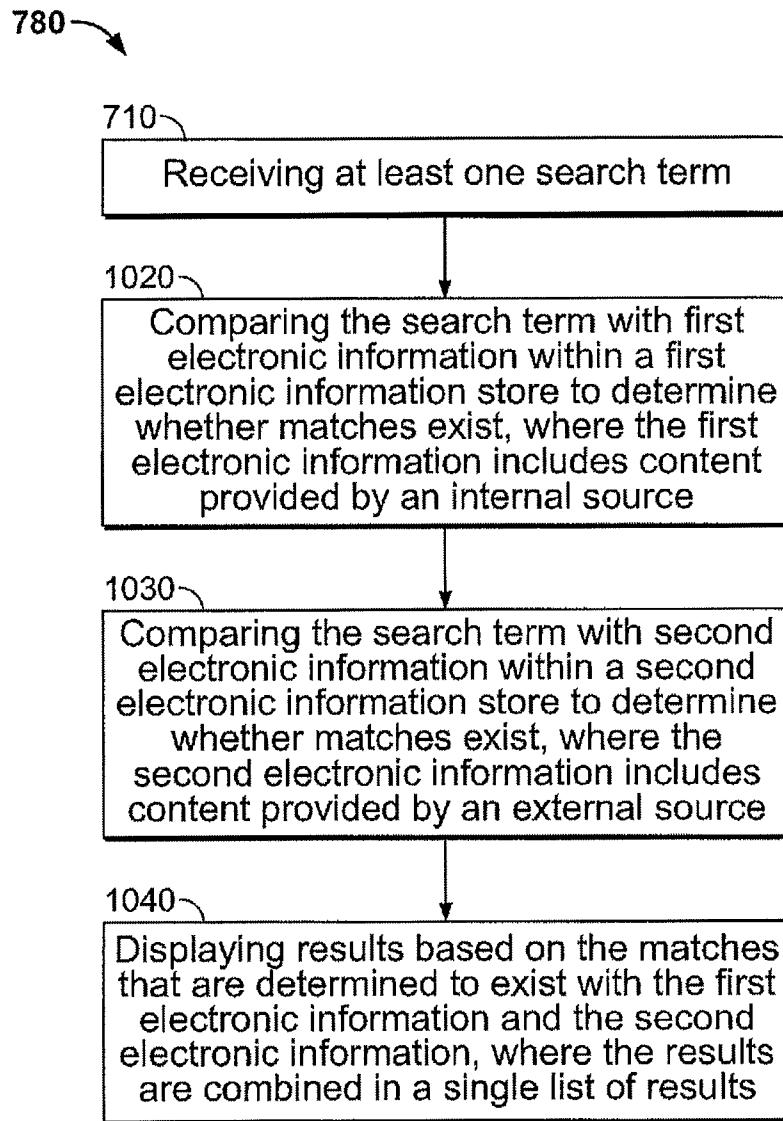 780
710
Receiving at least one search term
1020
Comparing the search term with first
electronic information within a first
electronic information store to determine
whether matches exist, where the first
electronic information includes content
provided by an internal source
1030
Comparing the search term with second
electronic information within a second
electronic information store to determine
whether matches exist, where the
second electronic information includes
content provided by an external source
1040
Displaying results based on the matches
that are determined to exist with the first
electronic information and the second
electronic information, where the results
are combined in a single list of results